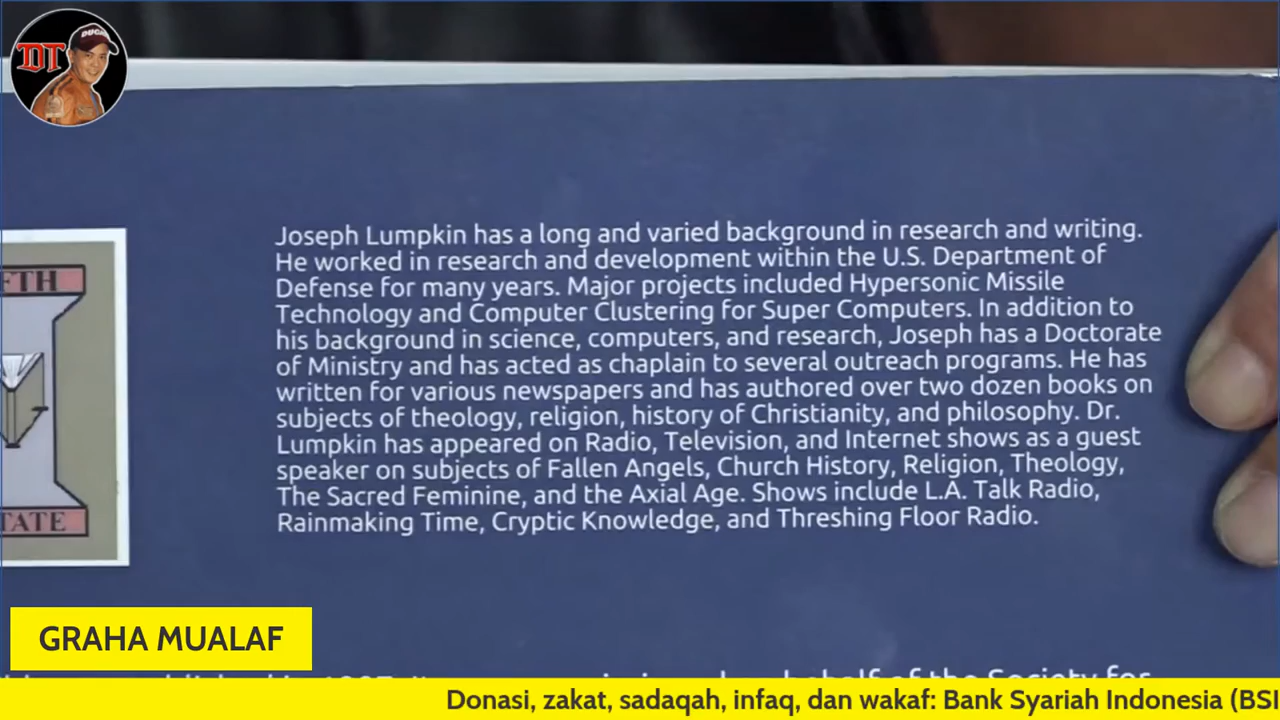 DT
DUCA
Joseph Lumpkin has a long and varied background in research and writing.
He worked in research and development within the U.S. Department of
Defense for many years. Major projects included Hypersonic Missile
Technology and Computer Clustering for Super Computers. In addition to
his background in science, computers, and research, Joseph has a Doctorate
of Ministry and has acted as chaplain to several outreach programs. He has
written for various newspapers and has authored over two dozen books on
subjects of theology, religion, history of Christianity, and philosophy. Dr.
Lumpkin has appeared on Radio, Television, and Internet shows as a guest
speaker on subjects of Fallen Angels, Church History, Religion, Theology,
The Sacred Feminine, and the Axial Age. Shows include L.A. Talk Radio,
Rainmaking Time, Cryptic Knowledge, and Threshing Floor Radio.
FTH
TATE
GRAHA MUALAF
behalf of the Society for
Donasi, zakat, sadaqah, infaq, dan wakaf: Bank Syariah Indonesia (BSI